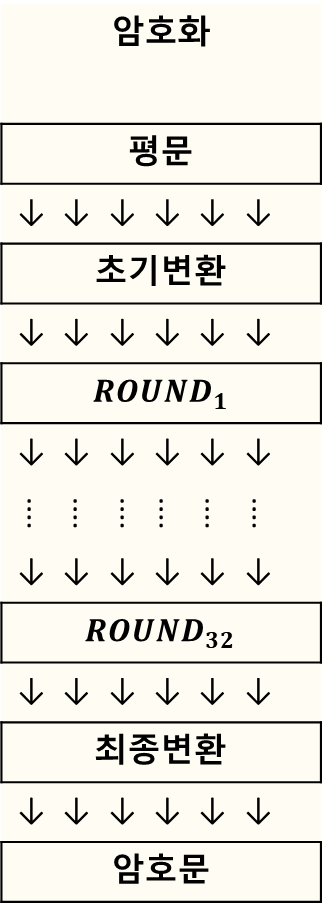 암호화
평문
↓ ↓ ↓ ↓ ↓ ↓
초기변환
↓ ↓ ↓ ↓ ↓ ↓
ROUND₁
↓ ↓ ↓ ↓ ↓ ↓
⋮ ⋮ ⋮ ⋮ ⋮ ⋮
↓ ↓ ↓ ↓ ↓ ↓
ROUND₃₂
↓ ↓ ↓ ↓ ↓ ↓
최종변환
↓ ↓ ↓ ↓ ↓ ↓
암호문